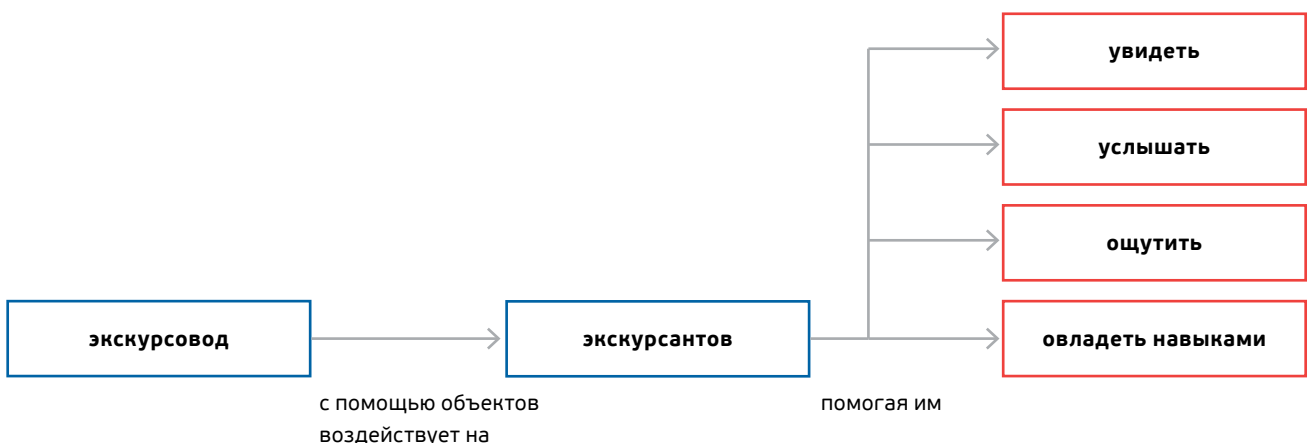 увидеть
услышать
ощутить
экскурсовод
экскурсантов
овладеть навыками
с помощью объектов
воздействует на
помогая им